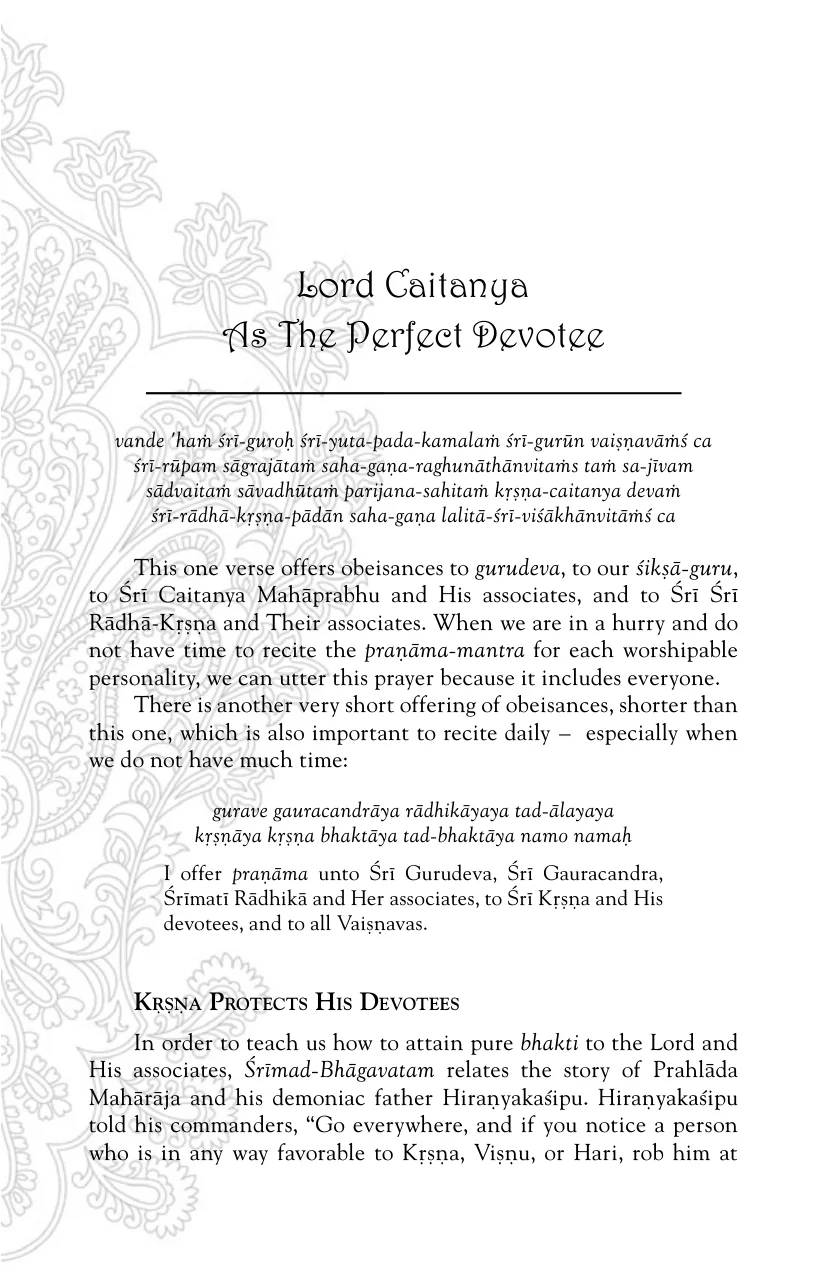 Lord Caitanya
As The Perfect Devotee
vande 'haṁ śrī-guroḥ śrī-yuta-pada-kamalaṁ śrī-gurūn vaiṣṇavāṁś ca
śrī-rūpam sāgrajātaṁ saha-gaṇa-raghunāthānvitaṁs taṁ sa-jīvam
sādvaitaṁ sāvadhūtaṁ parijana-sahitaṁ kṛṣṇa-caitanya devaṁ
śrī-rādhā-kṛṣṇa-pādān saha-gaṇa lalitā-śrī-viśākhānvitāṁś ca
This one verse offers obeisances to gurudeva, to our śikṣā-guru,
to Śrī Caitanya Mahāprabhu and His associates, and to Śrī Śrī
Rādhā-Kṛṣṇa and Their associates. When we are in a hurry and do
not have time to recite the praṇāma-mantra for each worshipable
personality, we can utter this prayer because it includes everyone.
There is another very short offering of obeisances, shorter than
this one, which is also important to recite daily – especially when
we do not have much time:
gurave gauracandrāya rādhikāyaya tad-ālayaya
kṛṣṇāya kṛṣṇa bhaktāya tad-bhaktāya namo namaḥ
I offer praṇāma unto Śrī Gurudeva, Śrī Gauracandra,
Śrīmatī Rādhikā and Her associates, to Śrī Kṛṣṇa and His
devotees, and to all Vaiṣṇavas.
Kṛṣṇa Protects His Devotees
In order to teach us how to attain pure bhakti to the Lord and
His associates, Śrīmad-Bhāgavatam relates the story of Prahlāda
Mahārāja and his demoniac father Hiraṇyakaśipu. Hiraṇyakaśipu
told his commanders, “Go everywhere, and if you notice a person
who is in any way favorable to Kṛṣṇa, Viṣṇu, or Hari, rob him at